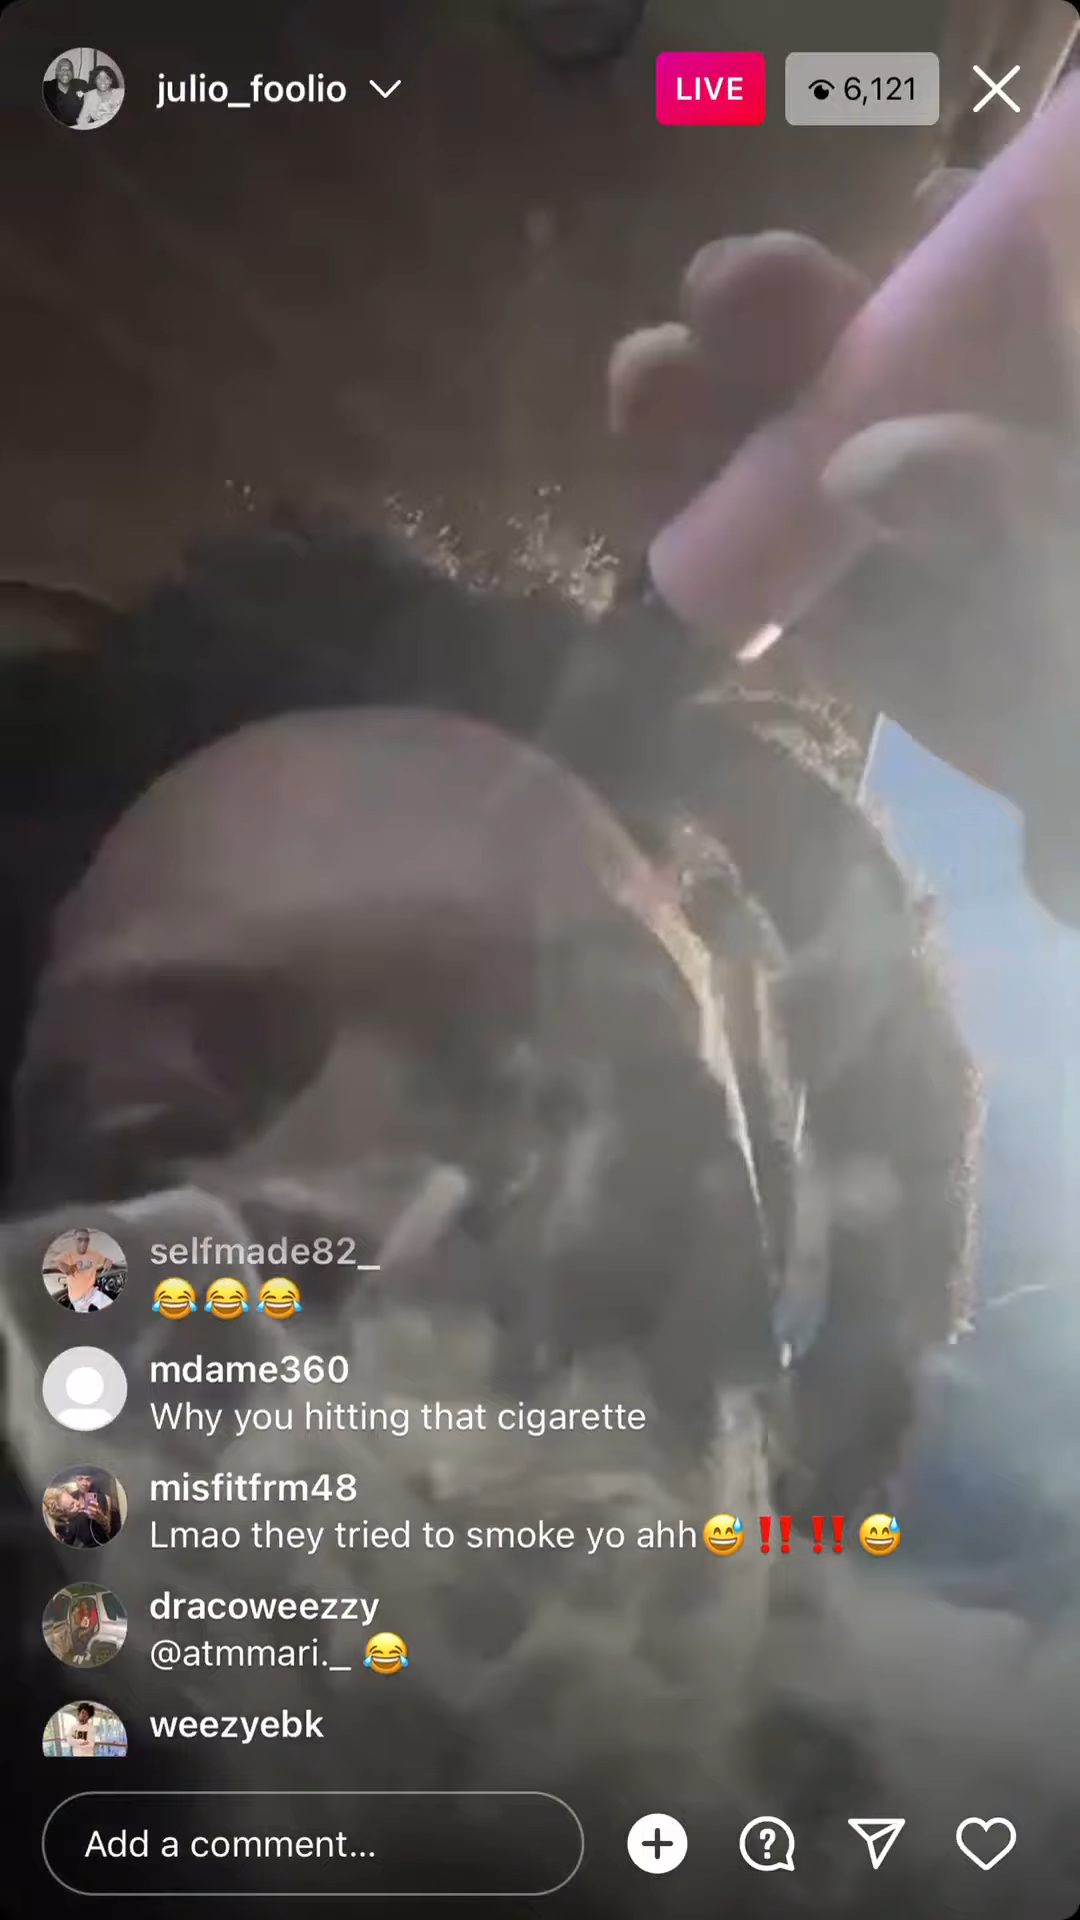 julio_foolio
LIVE
6,121
selfmade82_
😂😂😂
mdame360
Why you hitting that cigarette
misfitfrm48
Lmao they tried to smoke yo ahh😅‼️‼️😅
dracoweezzy
@atmmari._ 😂
weezyebk
Add a comment...